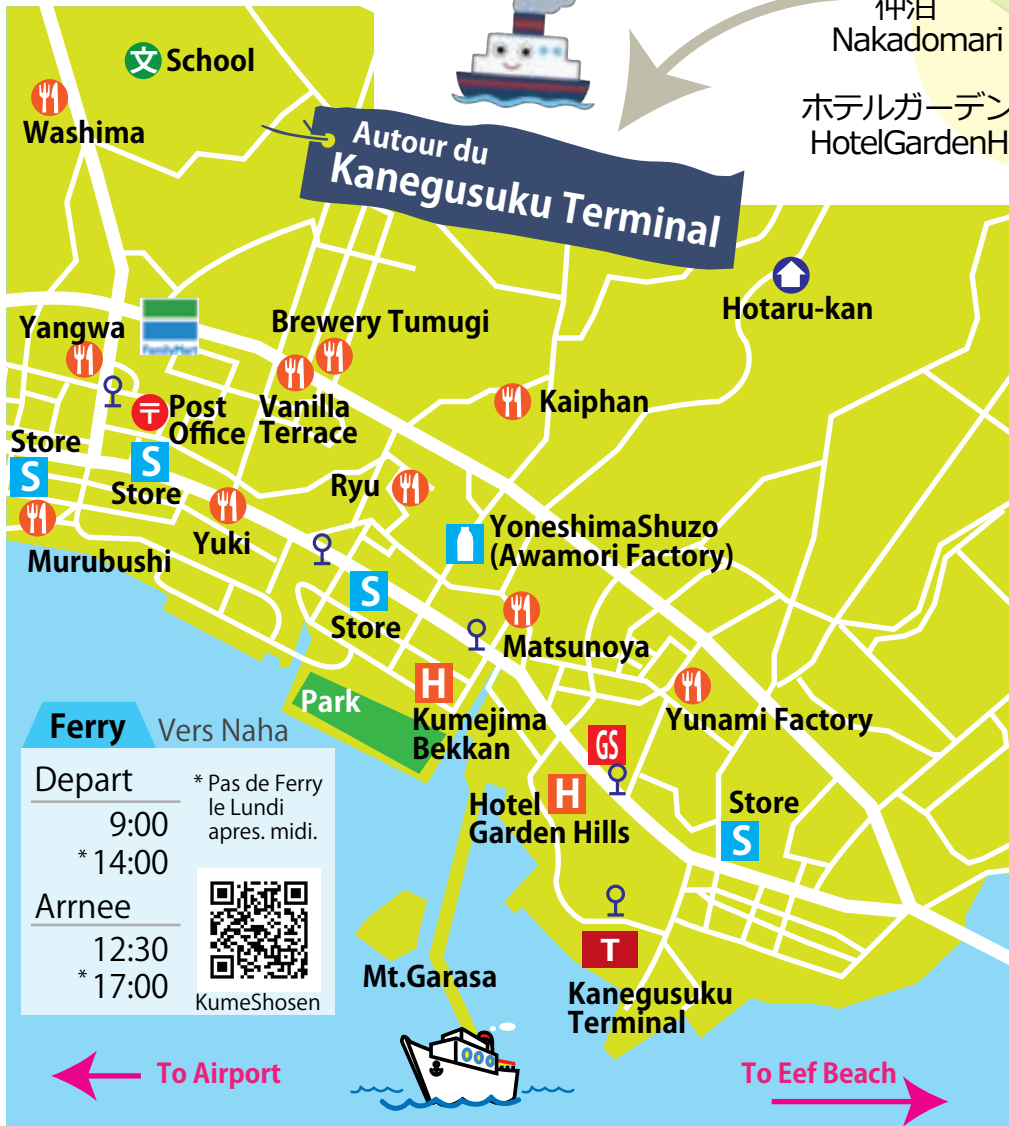 仲泊
Nakadomari
ホテルガーデン
HotelGardenH
文 School
Washima
Autour du
Kanegusuku Terminal
Hotaru-kan
Yangwa
FamilyMart
Brewery Tumugi
Vanilla
Terrace
Kaiphan
〒 Post
Office
Store
S
S
Store
Ryu
Yuki
Murubushi
YoneshimaShuzo
(Awamori Factory)
S
Store
Matsunoya
Park
H
Kumejima
Bekkan
Yunami Factory
GS
Hotel H
Garden Hills
Store
S
Ferry Vers Naha
Depart
9:00
*14:00
* Pas de Ferry
le Lundi
apres. midi.
Arrnee
12:30
*17:00
KumeShosen
Mt.Garasa
T
Kanegusuku
Terminal
To Airport
To Eef Beach